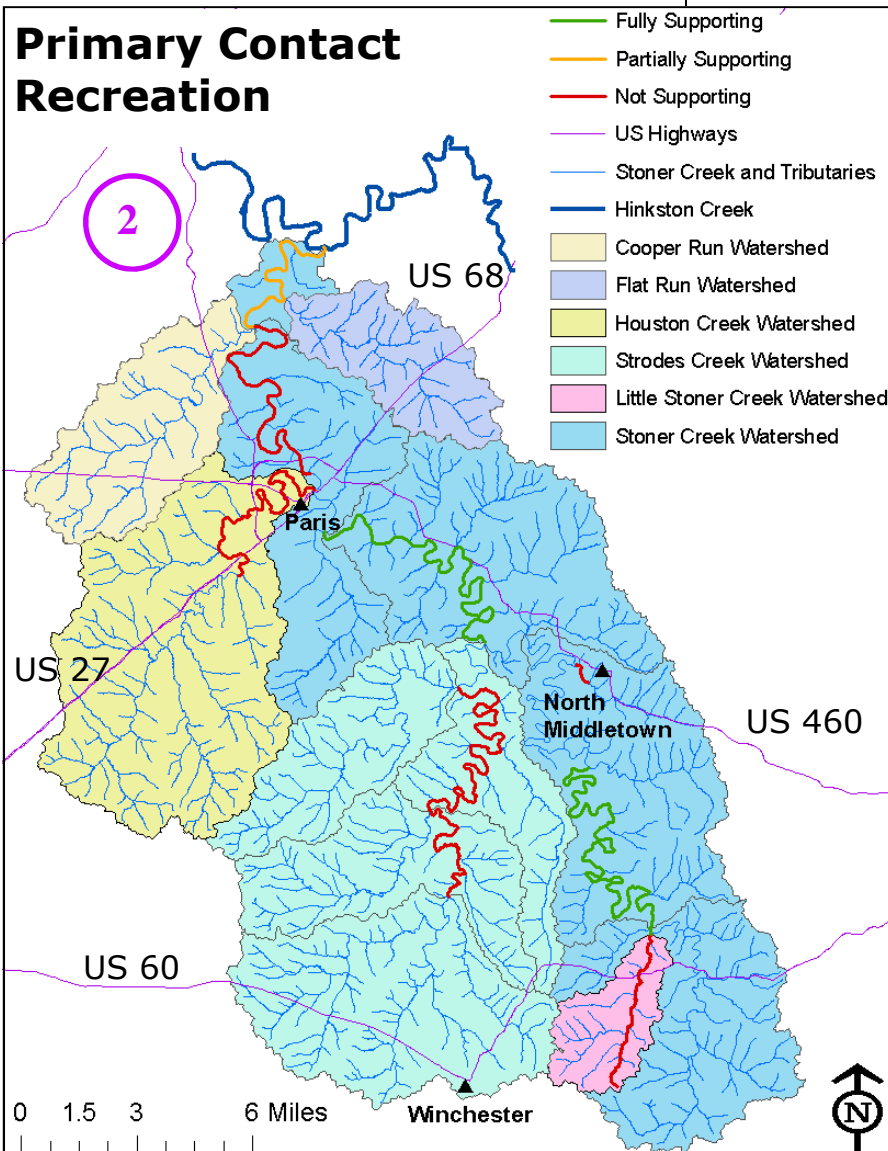 Primary Contact
Recreation
Fully Supporting
Partially Supporting
Not Supporting
US Highways
Stoner Creek and Tributaries
Hinkston Creek
Cooper Run Watershed
Flat Run Watershed
Houston Creek Watershed
Strodes Creek Watershed
Little Stoner Creek Watershed
Stoner Creek Watershed
2
US 68
Paris
US 27
North
Middletown
US 460
US 60
Winchester
0 1.5 3 6 Miles
N